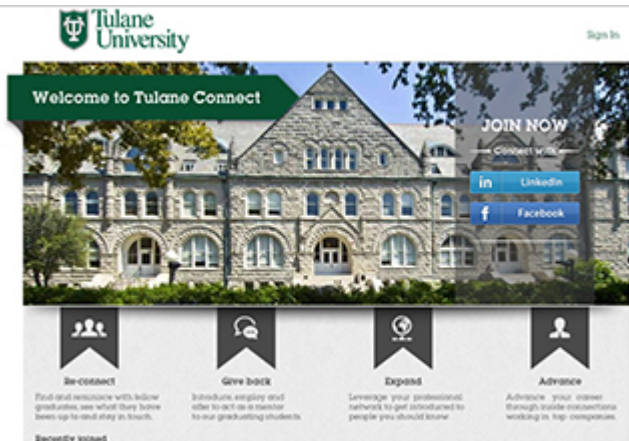 Tulane
University
Sign In
Welcome to Tulane Connect
JOIN NOW
Connect with
in LinkedIn
f Facebook
Re-connect
Find and reminisce with fellow
graduates, see what they have
been up to and stay in touch.
Give back
Introduce, employ and
offer to act as a mentor
to our graduating students
Expand
Leverage your professional
network to get introduced to
people you should know
Advance
Advance your career
through inside connections
working in top companies
Recently joined